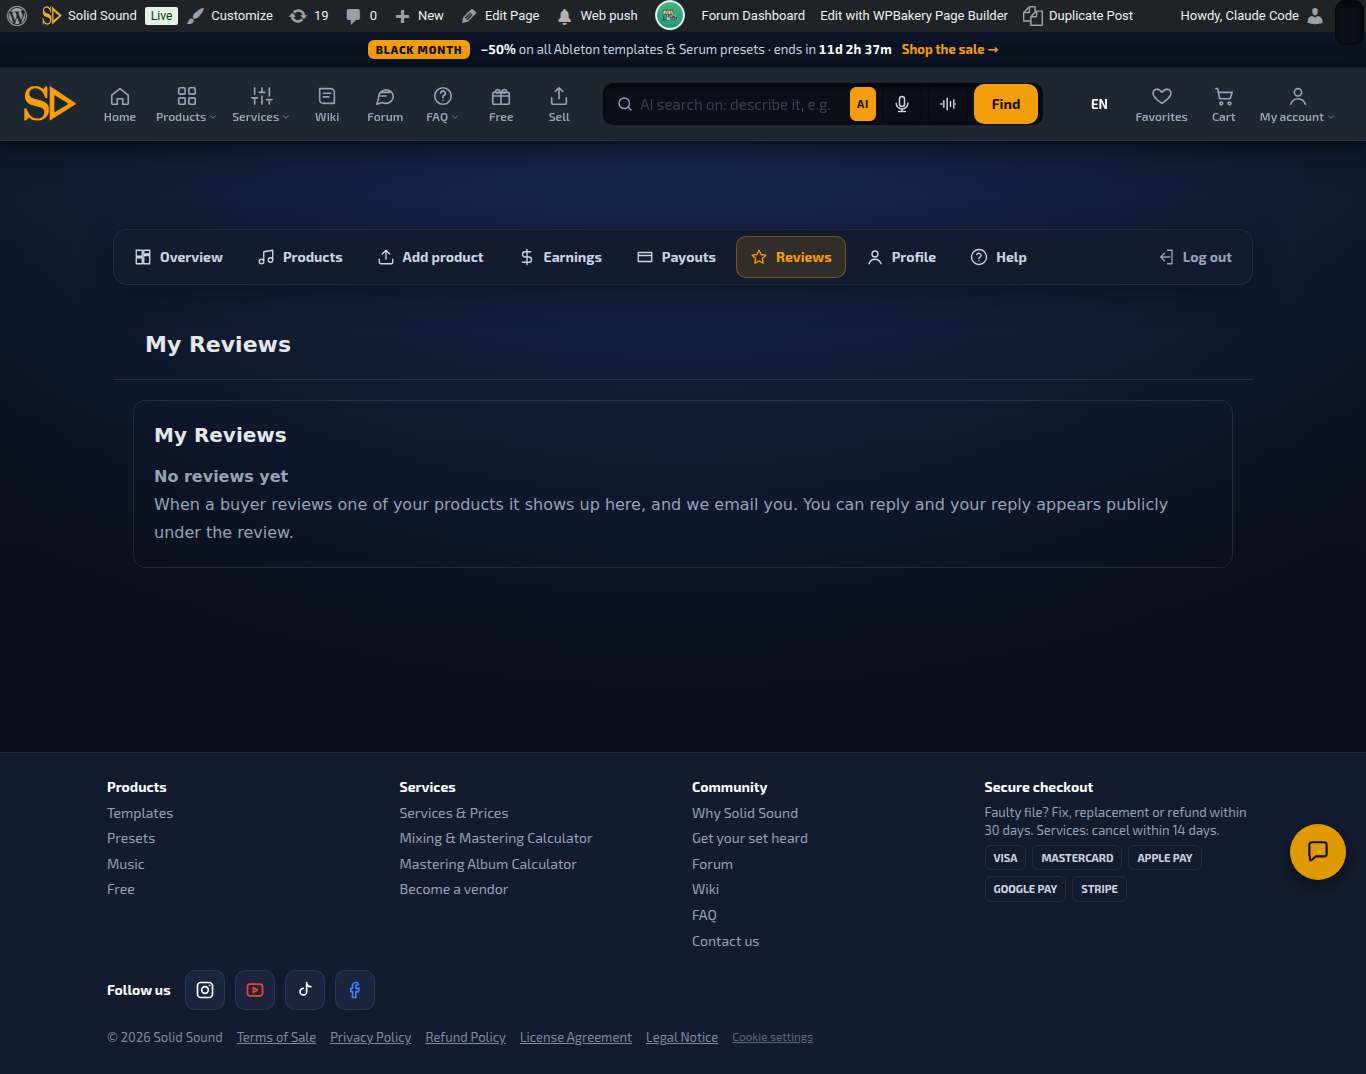 Solid Sound Live Customize 19 0 New Edit Page Web push Forum Dashboard Edit with WPBakery Page Builder Duplicate Post Howdy, Claude Code
BLACK MONTH −50% on all Ableton templates & Serum presets · ends in 11d 2h 37m Shop the sale →
SD Home Products Services Wiki Forum FAQ Free Sell AI search on: describe it, e.g. AI Find EN Favorites Cart My account
Overview Products Add product Earnings Payouts Reviews Profile Help Log out
My Reviews
My Reviews
No reviews yet
When a buyer reviews one of your products it shows up here, and we email you. You can reply and your reply appears publicly
under the review.
Products
Templates
Presets
Music
Free
Services
Services & Prices
Mixing & Mastering Calculator
Mastering Album Calculator
Become a vendor
Community
Why Solid Sound
Get your set heard
Forum
Wiki
FAQ
Contact us
Secure checkout
Faulty file? Fix, replacement or refund within
30 days. Services: cancel within 14 days.
VISA MASTERCARD APPLE PAY
GOOGLE PAY STRIPE
Follow us
© 2026 Solid Sound Terms of Sale Privacy Policy Refund Policy License Agreement Legal Notice Cookie settings